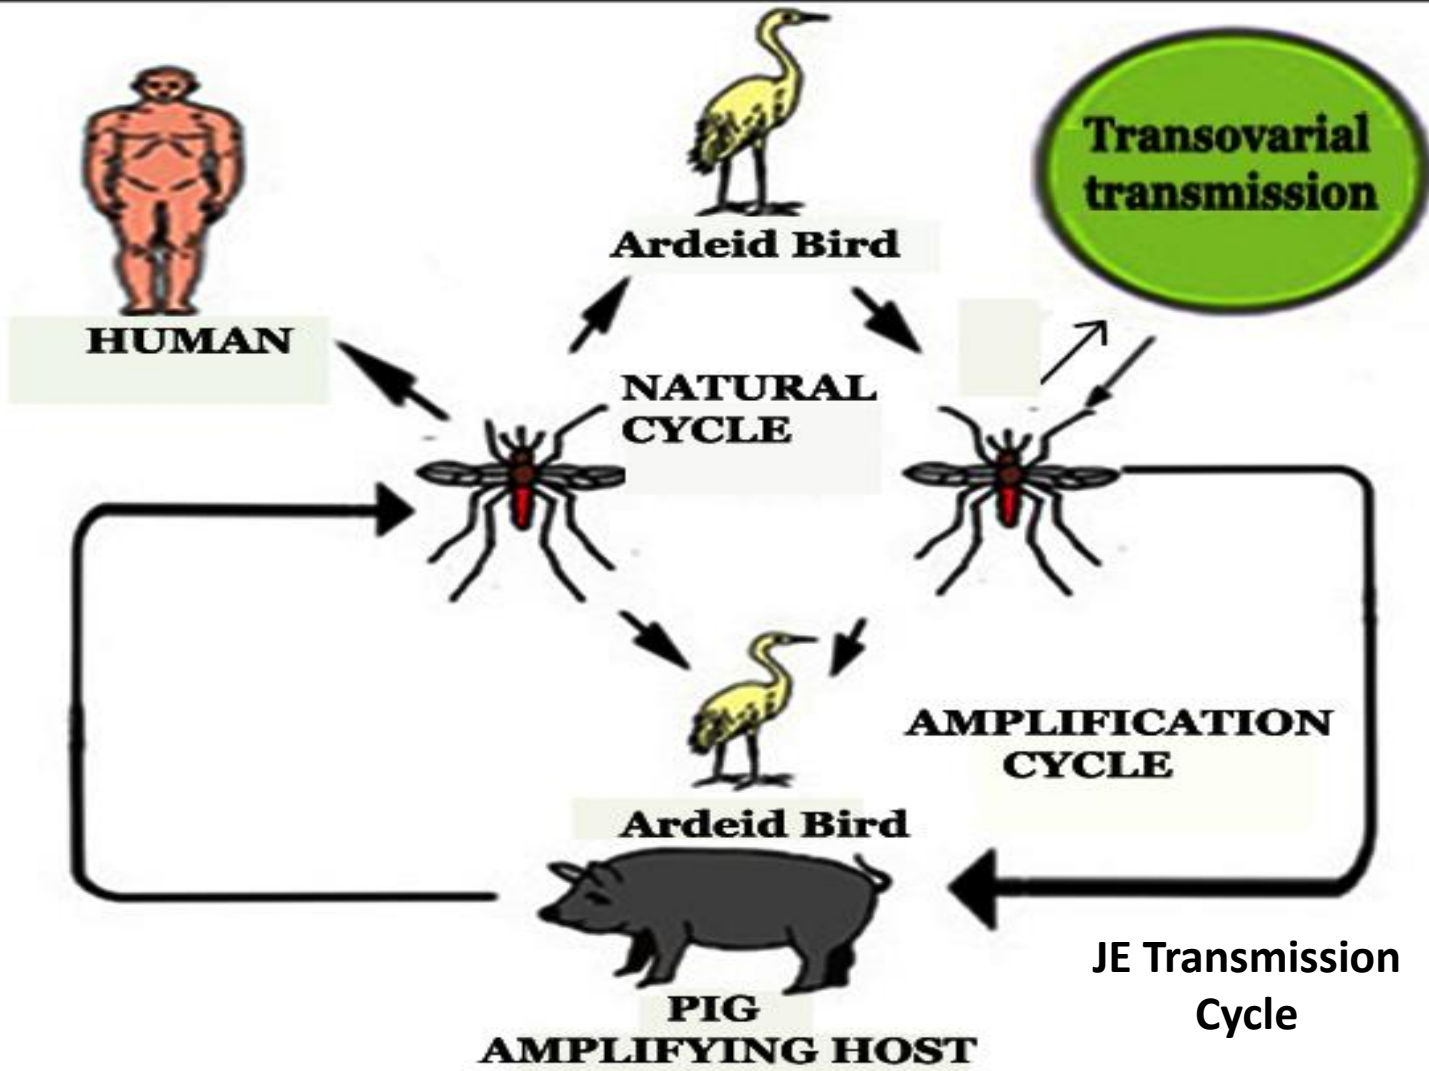 Ardeid Bird
Transovarial
transmission
HUMAN
NATURAL
CYCLE
AMPLIFICATION
CYCLE
Ardeid Bird
PIG
AMPLIFYING HOST
JE Transmission
Cycle